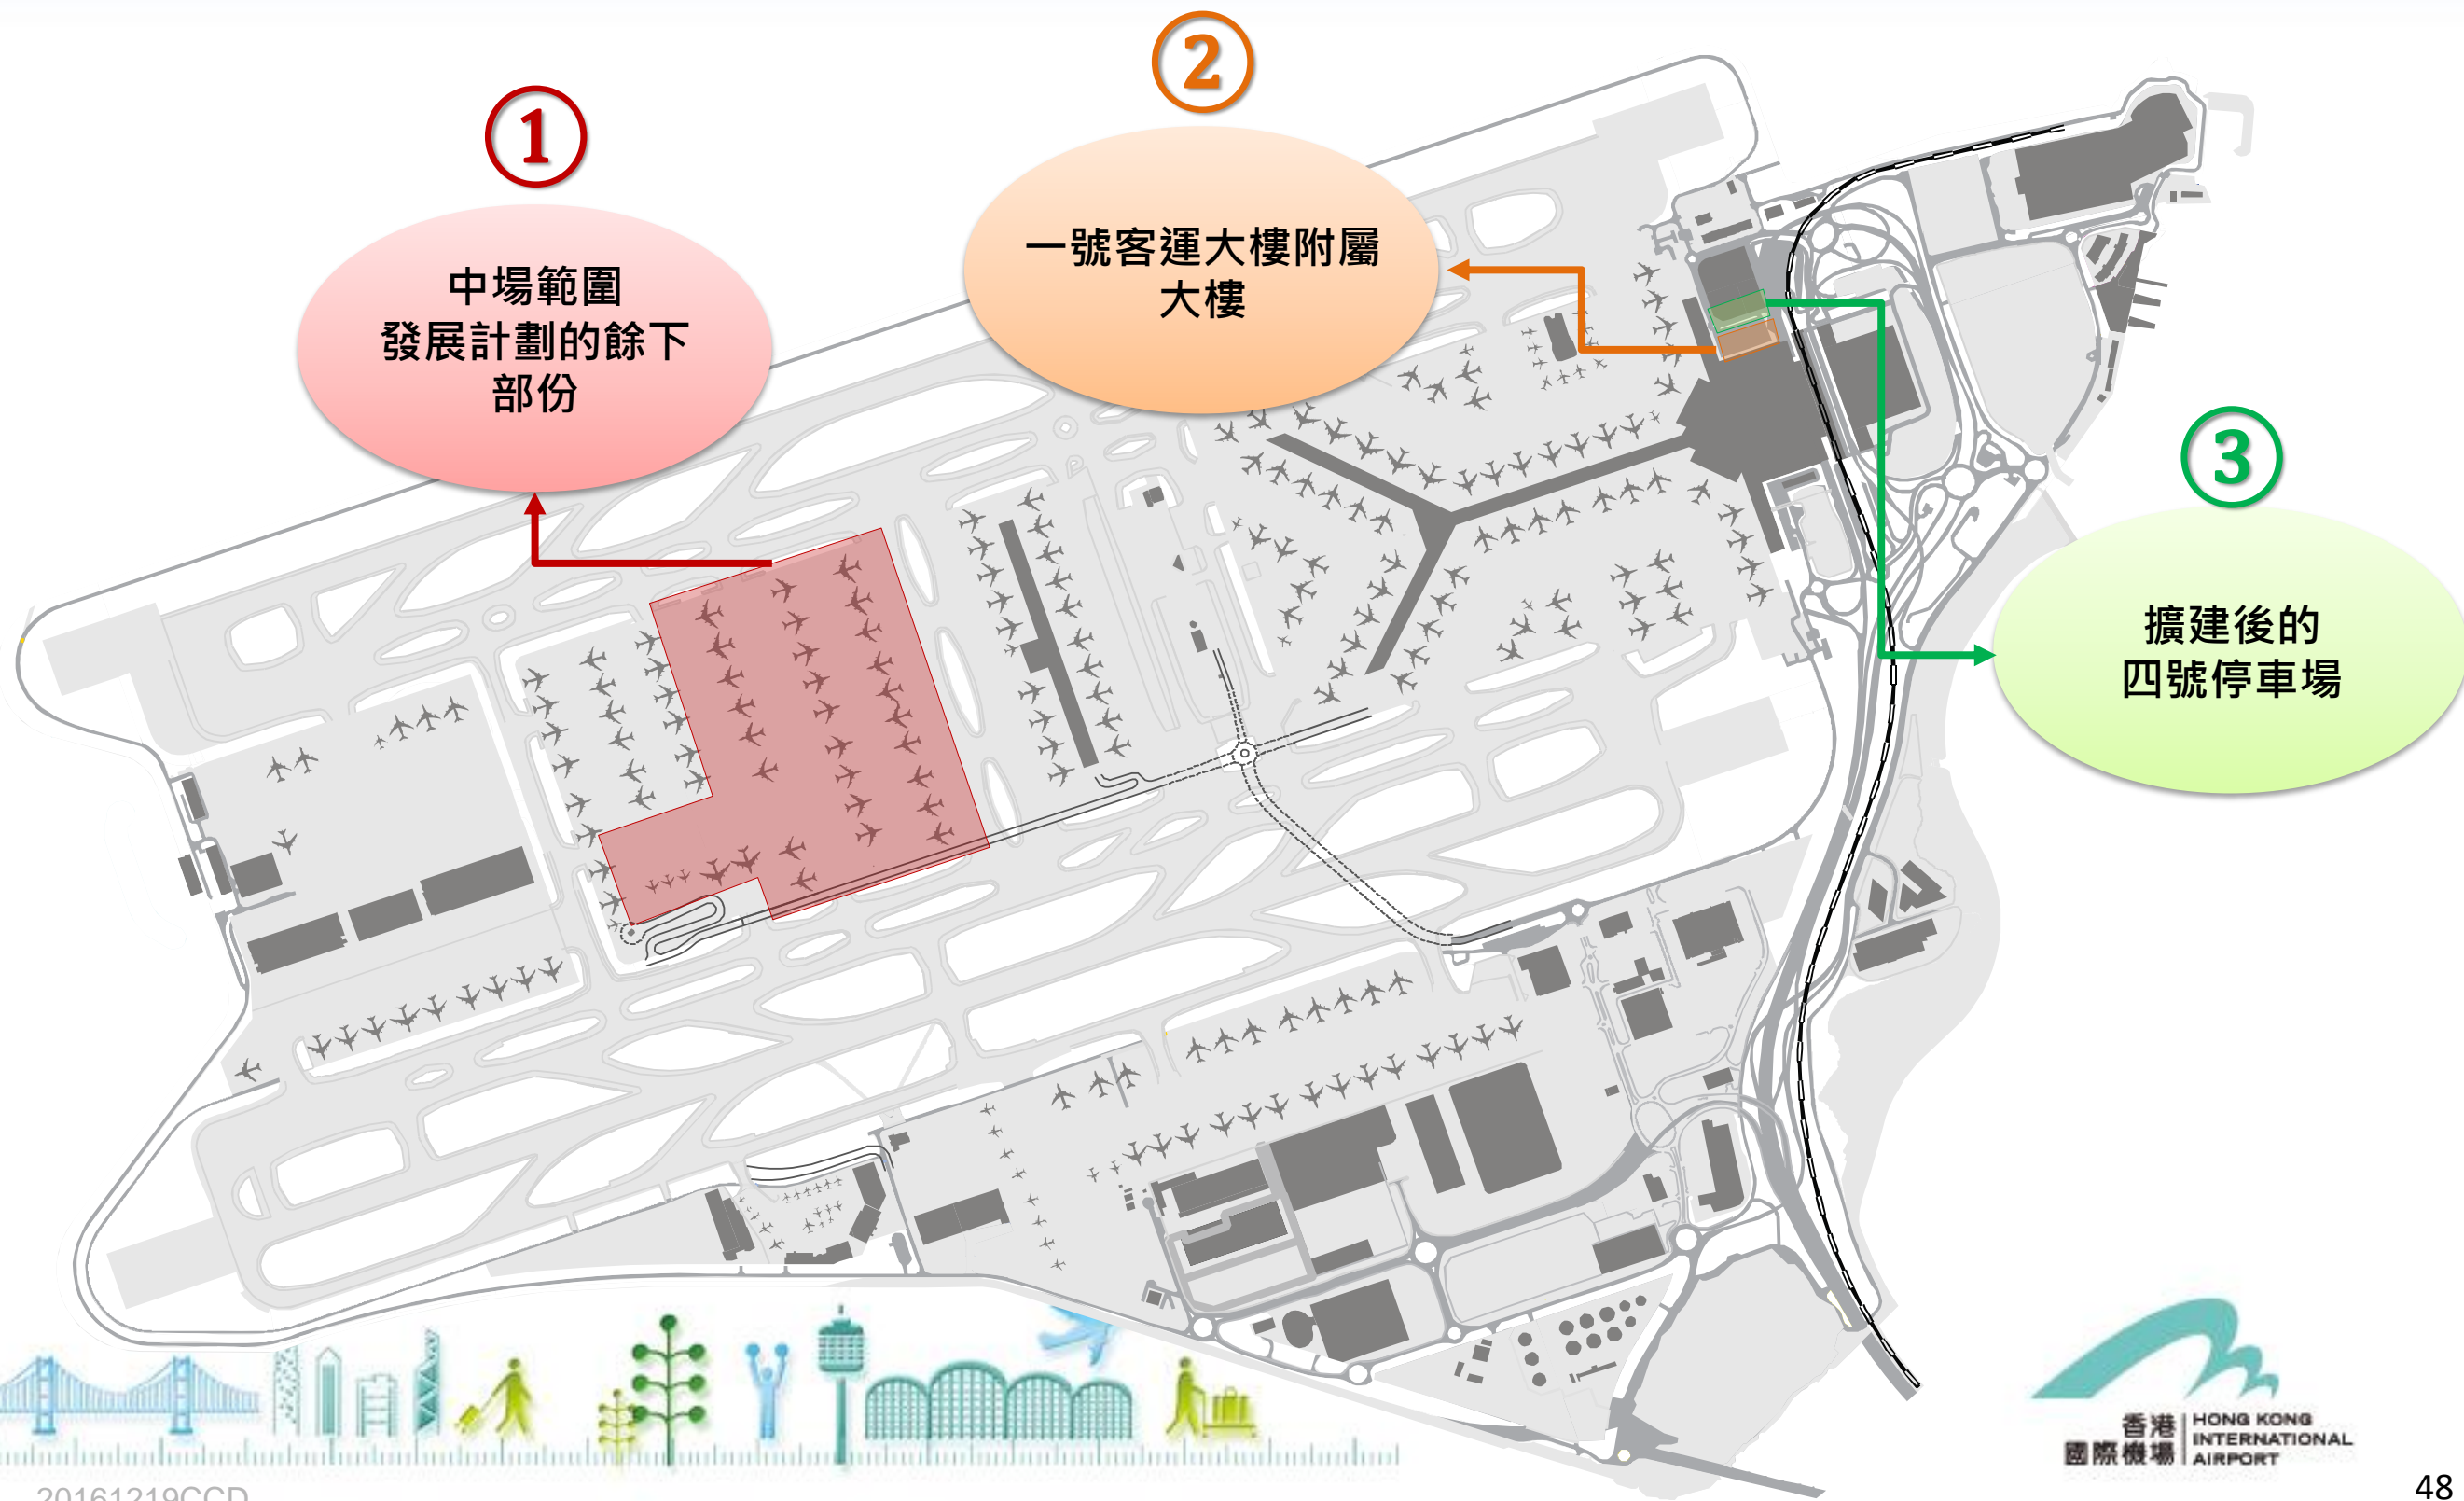 ①
中場範圍
發展計劃的餘下
部份
②
一號客運大樓附屬
大樓
③
擴建後的
四號停車場
香港
國際機場
HONG KONG
INTERNATIONAL
AIRPORT
20161219CCD
48